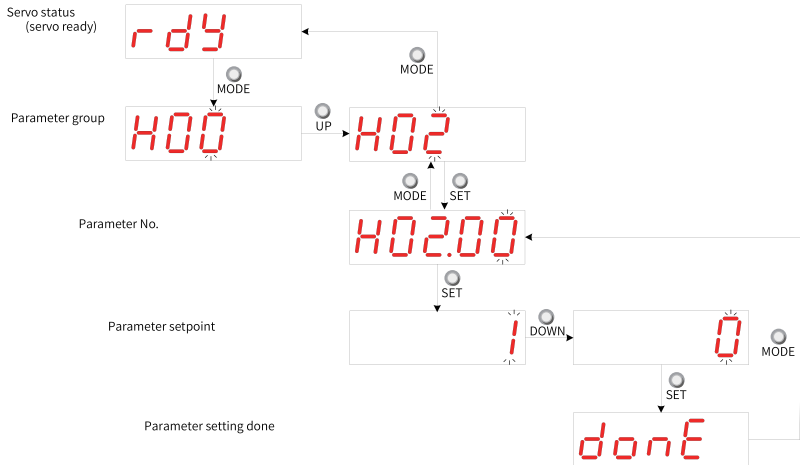 Servo status
(servo ready)
rdy
MODE
MODE
Parameter group
H00
UP
H02
MODE
SET
Parameter No.
H02.00
SET
Parameter setpoint
1
DOWN
0
MODE
SET
Parameter setting done
donE